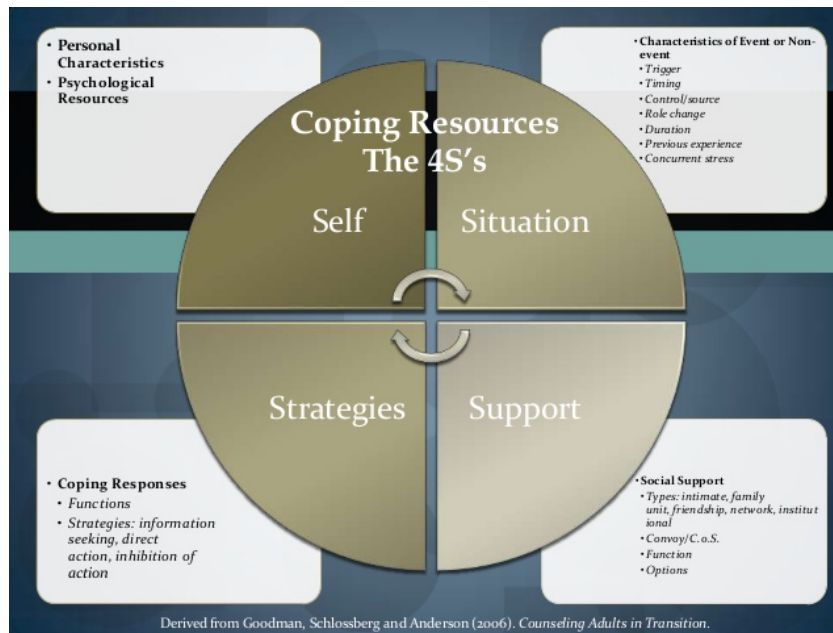 • Personal
Characteristics
• Psychological
Resources
•Characteristics of Event or Non-
event
•Trigger
•Timing
•Control/source
•Role change
•Duration
•Previous experience
•Concurrent stress
Coping Resources
The 4S's
Self
Situation
Strategies
Support
• Coping Responses
• Functions
• Strategies: information
seeking, direct
action, inhibition of
action
•Social Support
•Types: intimate, family
unit, friendship, network, institut
ional
•Convoy/C.o.S.
•Function
•Options
Derived from Goodman, Schlossberg and Anderson (2006). Counseling Adults in Transition.